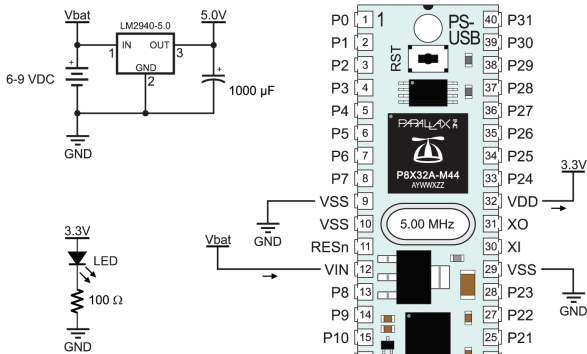 Vbat
LM2940-5.0
5.0V
IN OUT
1
3
GND
2
6-9 VDC
+
+
1000 µF
GND
3.3V
LED
100 Ω
GND
Vbat
GND
1
PS-
USB
RST
PARALLAX
P8X32A-M44
AYWWXZZ
5.00 MHz
P0 1
P1 2
P2 3
P3 4
P4 5
P5 6
P6 7
P7 8
VSS 9
VSS 10
RESn 11
VIN 12
P8 13
P9 14
P10 15
40 P31
39 P30
38 P29
37 P28
36 P27
35 P26
34 P25
33 P24
32 VDD
31 XO
30 XI
29 VSS
28 P23
27 P22
25 P21
3.3V
GND